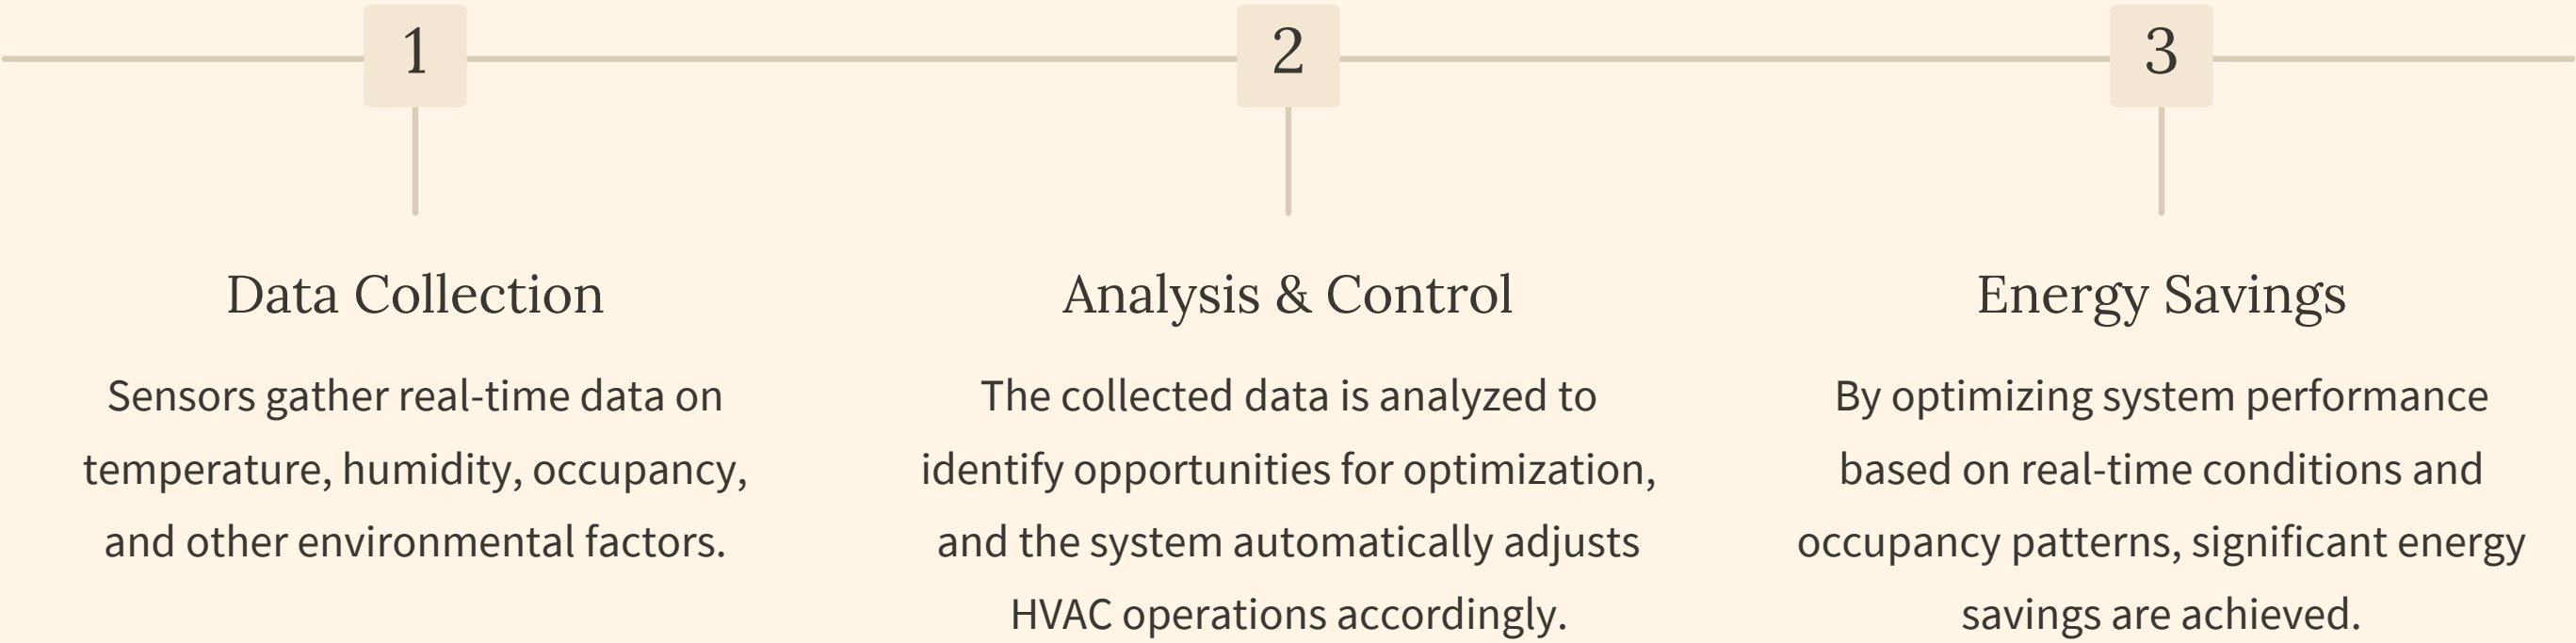 1
Data Collection
Sensors gather real-time data on
temperature, humidity, occupancy,
and other environmental factors.
2
Analysis & Control
The collected data is analyzed to
identify opportunities for optimization,
and the system automatically adjusts
HVAC operations accordingly.
3
Energy Savings
By optimizing system performance
based on real-time conditions and
occupancy patterns, significant energy
savings are achieved.